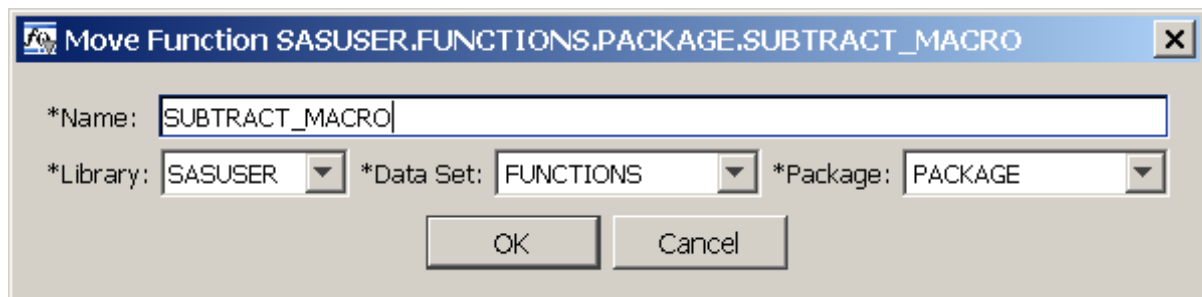 Move Function SASUSER.FUNCTIONS.PACKAGE.SUBTRACT_MACRO
*Name: SUBTRACT_MACRO
*Library: SASUSER *Data Set: FUNCTIONS *Package: PACKAGE
OK Cancel